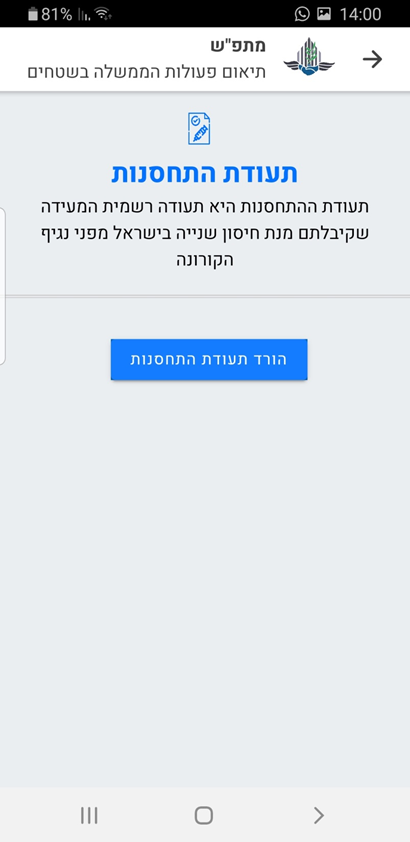 81% 14:00
מתפ"ש
תיאום פעולות הממשלה בשטחים
תעודת התחסנות
תעודת ההתחסנות היא תעודה רשמית המעידה
שקיבלתם מנת חיסון שנייה בישראל מפני נגיף
הקורונה
הורד תעודת התחסנות